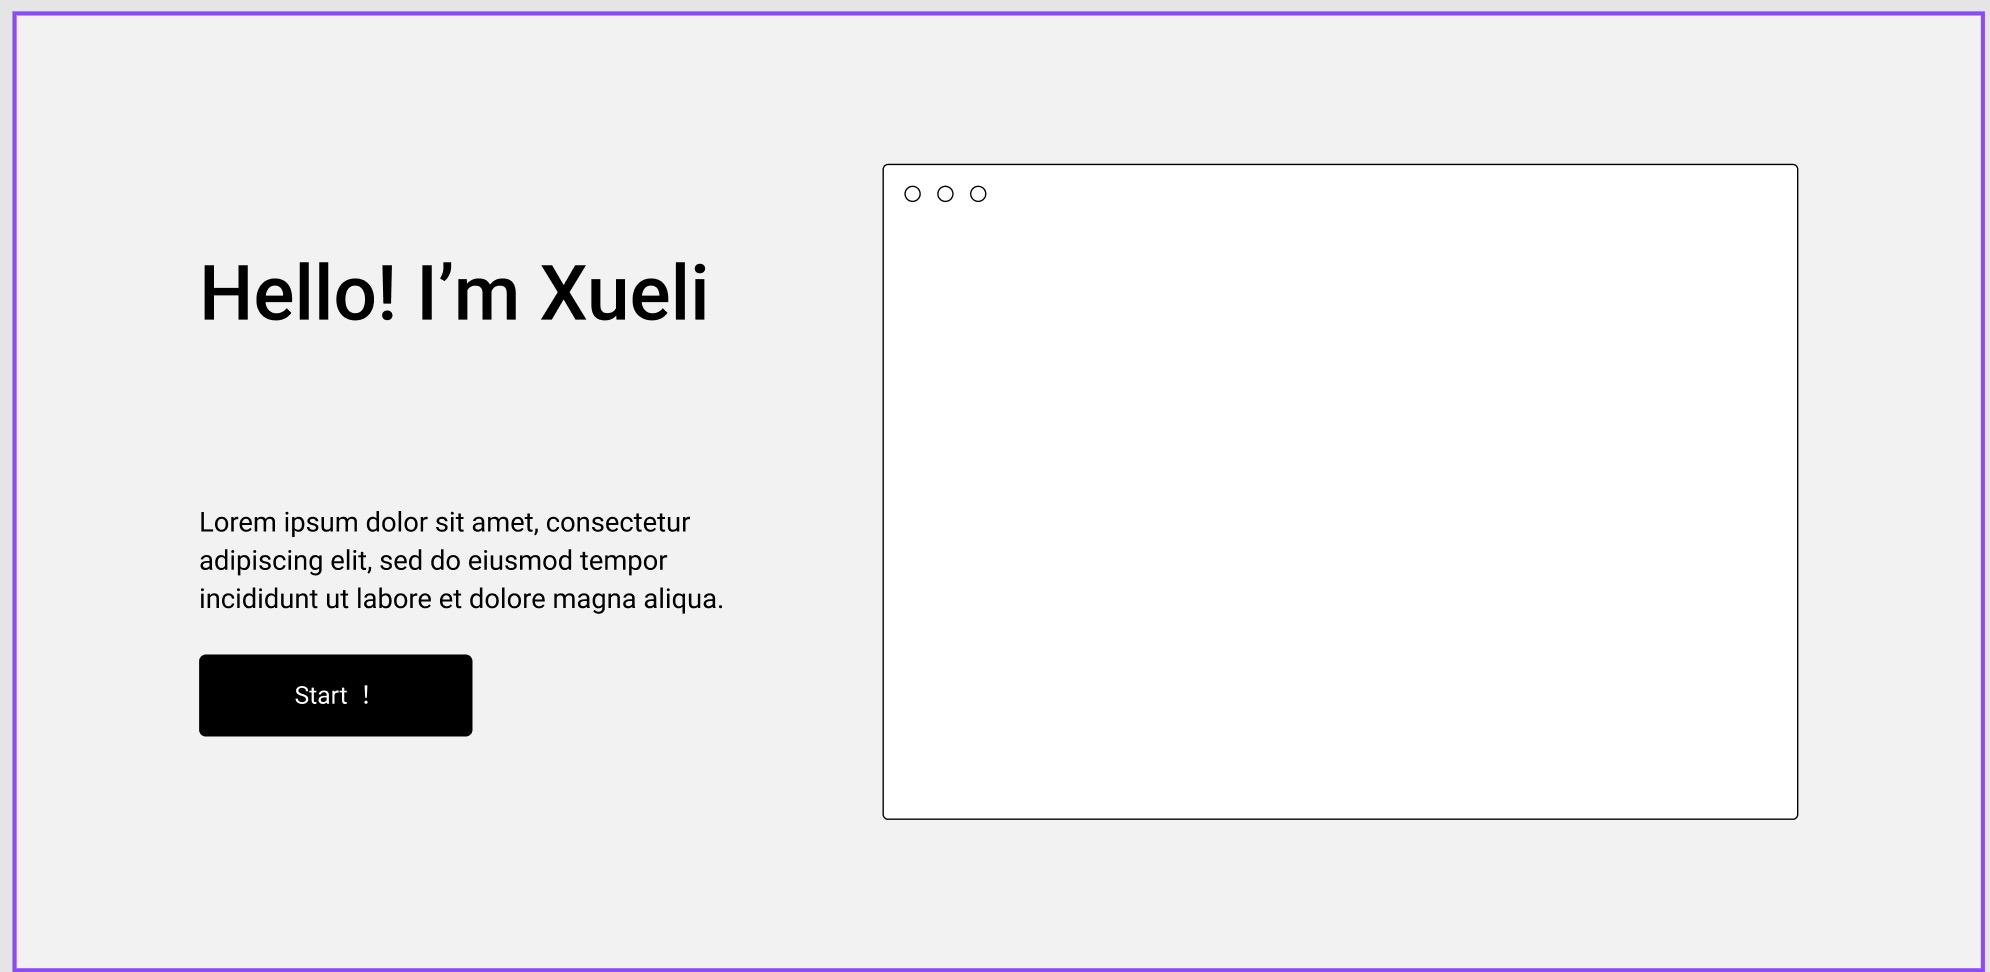 Hello! I’m Xueli
Lorem ipsum dolor sit amet, consectetur
adipiscing elit, sed do eiusmod tempor
incididunt ut labore et dolore magna aliqua.
Start !